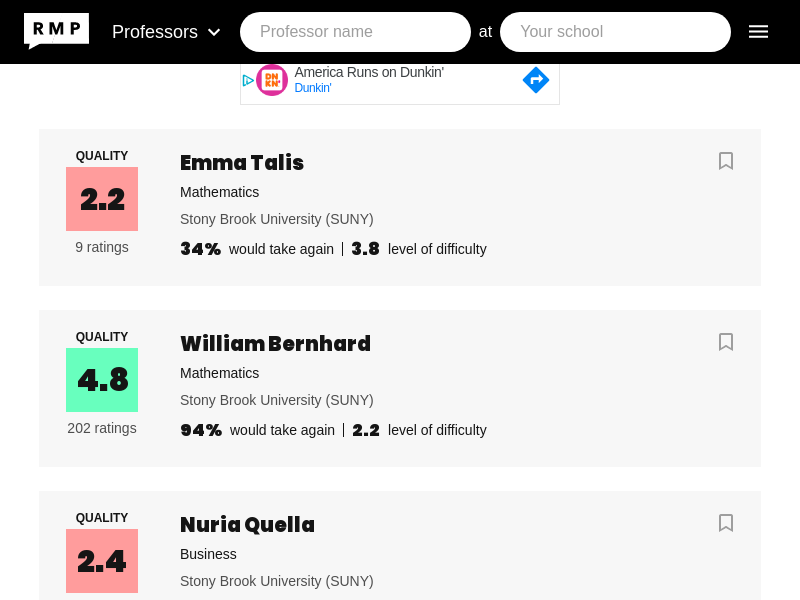 RMP
Professors
Professor name
at
Your school
America Runs on Dunkin'
Dunkin'
DN
KN'
QUALITY
2.2
9 ratings
Emma Talis
Mathematics
Stony Brook University (SUNY)
34% would take again | 3.8 level of difficulty
QUALITY
4.8
202 ratings
William Bernhard
Mathematics
Stony Brook University (SUNY)
94% would take again | 2.2 level of difficulty
QUALITY
2.4
Nuria Quella
Business
Stony Brook University (SUNY)